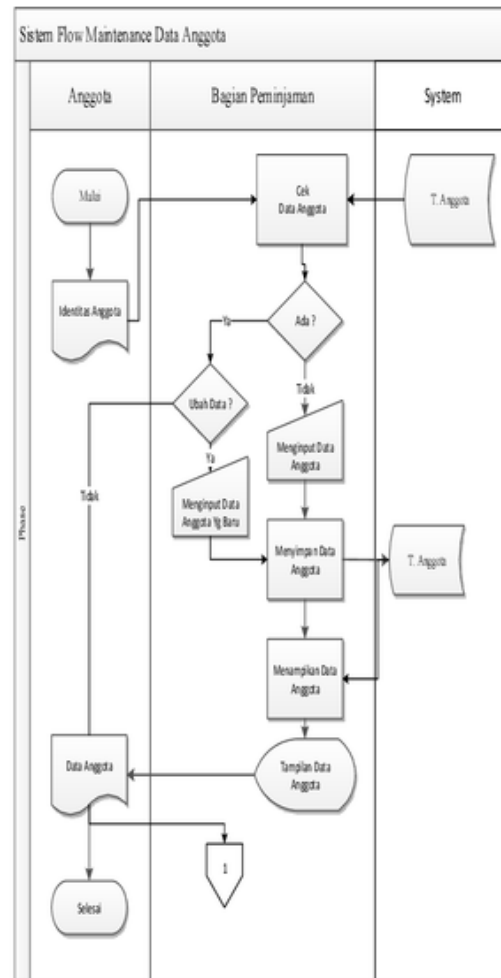 Sistem Flow Maintenance Data Anggota
Anggota
Bagian Peminjaman
System
Phase
Mulai
Cek
Data Anggota
T. Anggota
Identitas Anggota
Ada ?
Ya
Tidak
Ubah Data ?
Ya
Tidak
Menginput Data
Anggota
Menginput Data
Anggota Yg Baru
Menyimpan Data
Anggota
T. Anggota
Menampikan Data
Anggota
Data Anggota
Tampilan Data
Anggota
1
Selesai